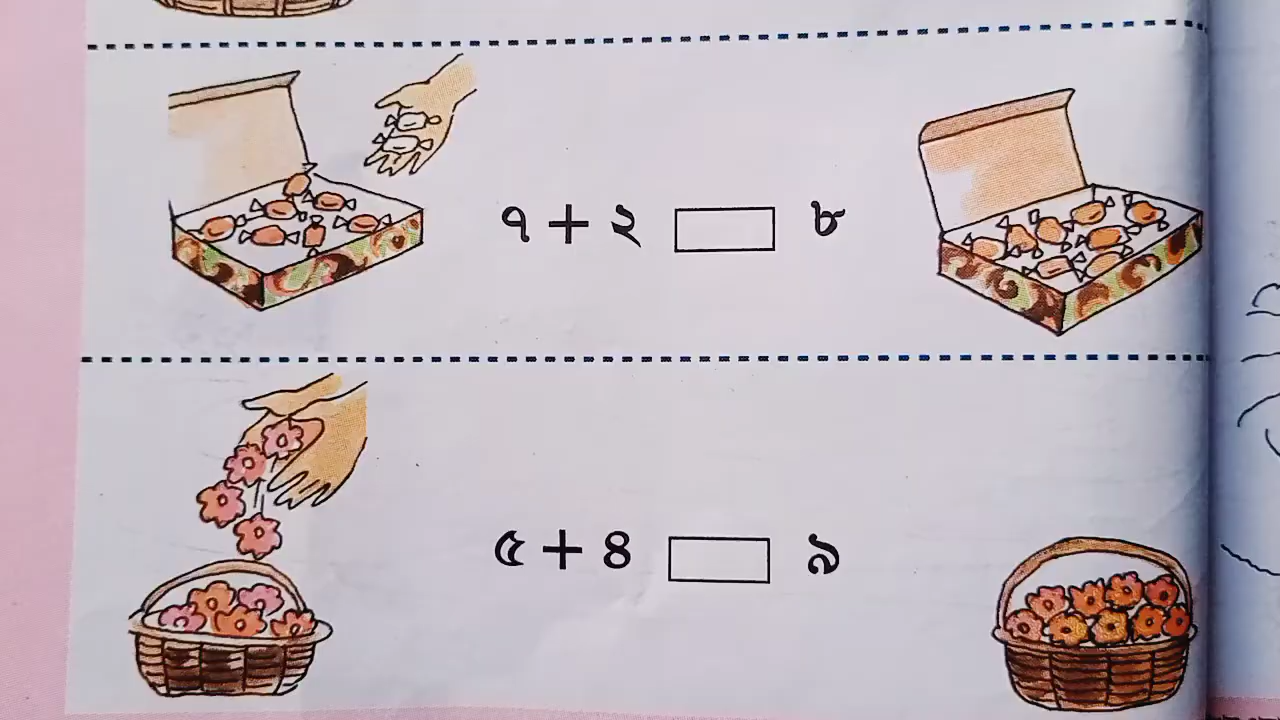 ৭ + ২ ৮
৫ + ৪ ৯